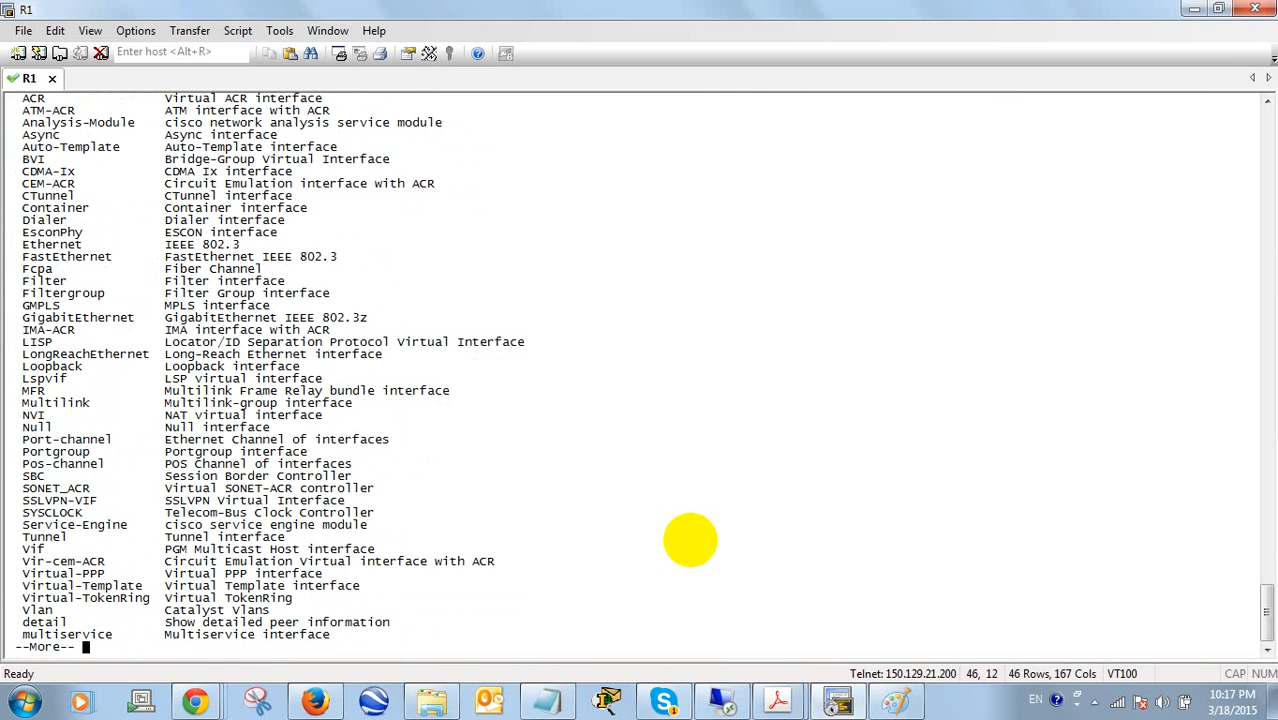 R1
File Edit View Options Transfer Script Tools Window Help
Enter host <Alt+R>
R1
ACR Virtual ACR interface
ATM-ACR ATM interface with ACR
Analysis-Module cisco network analysis service module
Async Async interface
Auto-Template Auto-Template interface
BVI Bridge-Group Virtual Interface
CDMA-Ix CDMA Ix interface
CEM-ACR Circuit Emulation interface with ACR
CTunnel CTunnel interface
Container Container interface
Dialer Dialer interface
EsconPhy ESCON interface
Ethernet IEEE 802.3
FastEthernet FastEthernet IEEE 802.3
Fcpa Fiber Channel
Filter Filter interface
Filtergroup Filter Group interface
GMPLS MPLS interface
GigabitEthernet GigabitEthernet IEEE 802.3z
IMA-ACR IMA interface with ACR
LISP Locator/ID Separation Protocol Virtual Interface
LongReachEthernet Long-Reach Ethernet interface
Loopback Loopback interface
Lspvif LSP virtual interface
MFR Multilink Frame Relay bundle interface
Multilink Multilink-group interface
NVI NAT virtual interface
Null Null interface
Port-channel Ethernet Channel of interfaces
Portgroup Portgroup interface
Pos-channel POS Channel of interfaces
SBC Session Border Controller
SONET_ACR Virtual SONET-ACR controller
SSLVPN-VIF SSLVPN Virtual Interface
SYSCLOCK Telecom-Bus Clock Controller
Service-Engine cisco service engine module
Tunnel Tunnel interface
Vif PGM Multicast Host interface
Vir-cem-ACR Circuit Emulation Virtual interface with ACR
Virtual-PPP Virtual PPP interface
Virtual-Template Virtual Template interface
Virtual-TokenRing Virtual TokenRing
Vlan Catalyst Vlans
detail Show detailed peer information
multiservice Multiservice interface
--More--
Ready Telnet: 150.129.21.200 46, 12 46 Rows, 167 Cols VT100 CAP NUM
EN 10:17 PM
3/18/2015